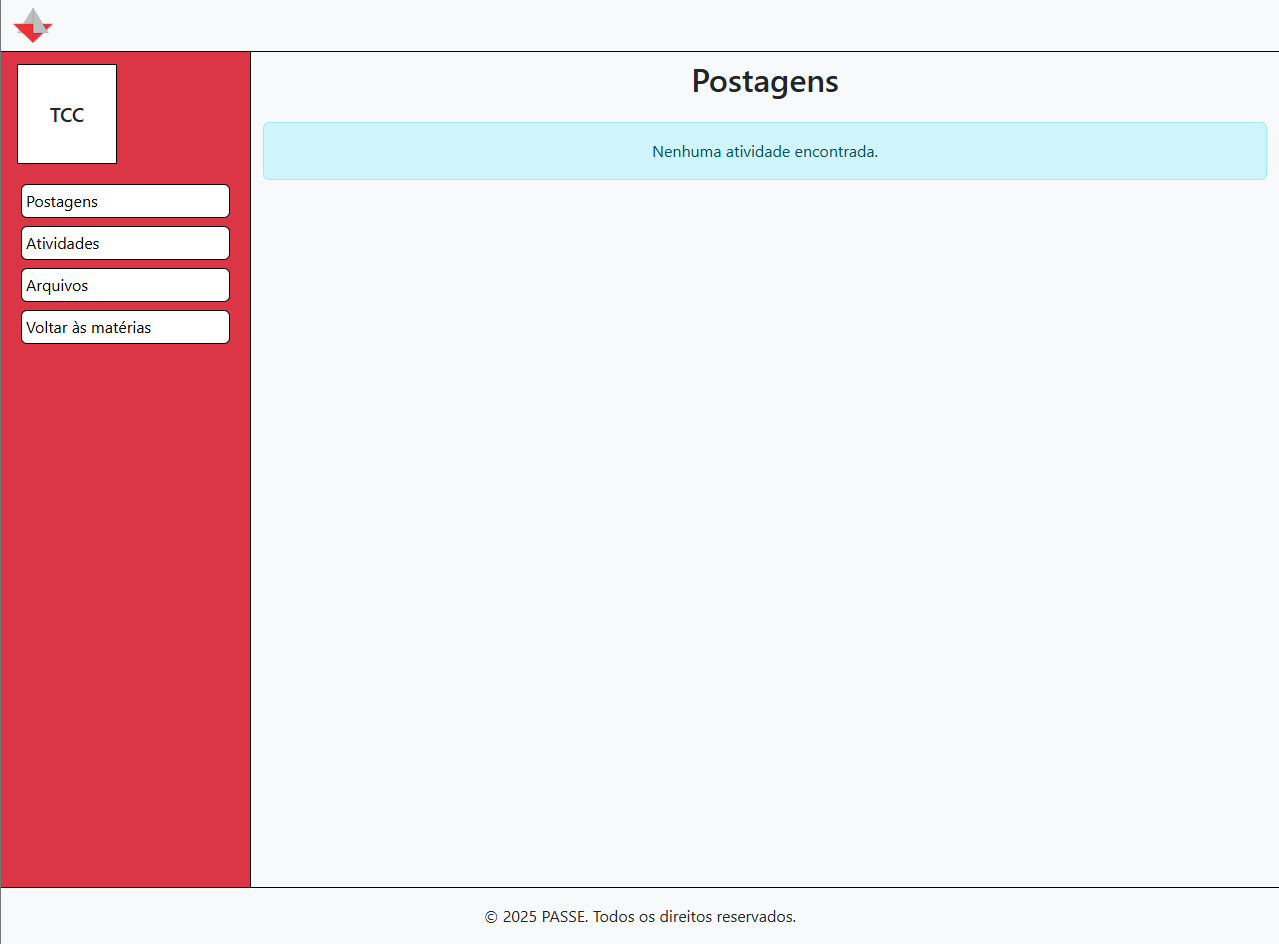 TCC
Postagens
Atividades
Arquivos
Voltar às matérias
Postagens
Nenhuma atividade encontrada.
© 2025 PASSE. Todos os direitos reservados.